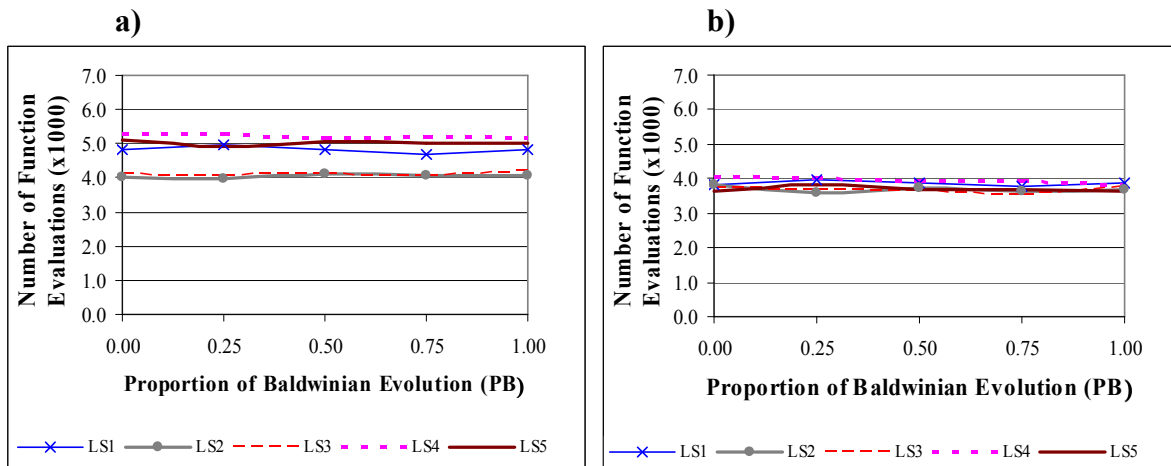 a)
Number of Function
Evaluations (x1000)
7.0
6.0
5.0
4.0
3.0
2.0
1.0
0.0
0.00 0.25 0.50 0.75 1.00
Proportion of Baldwinian Evolution (PB)
LS1 LS2 LS3 LS4 LS5
b)
Number of Function
Evaluations (x1000)
7.0
6.0
5.0
4.0
3.0
2.0
1.0
0.0
0.00 0.25 0.50 0.75 1.00
Proportion of Baldwinian Evolution (PB)
LS1 LS2 LS3 LS4 LS5